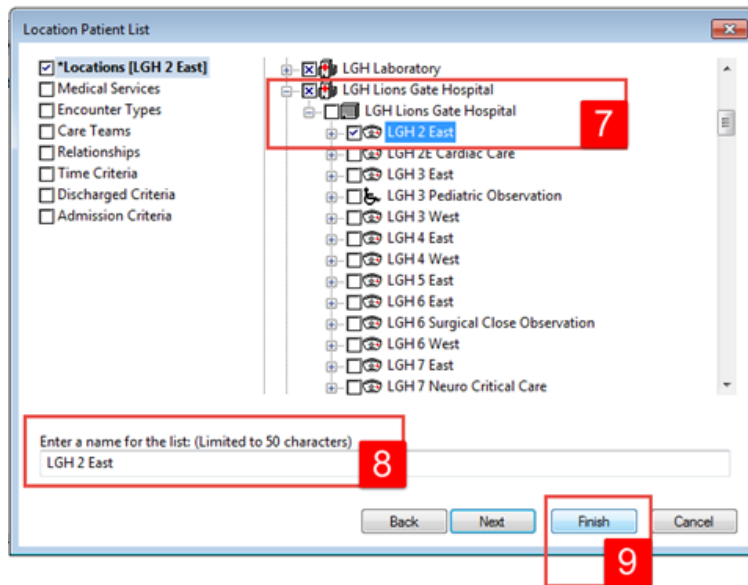 Location Patient List
*Locations [LGH 2 East]
Medical Services
Encounter Types
Care Teams
Relationships
Time Criteria
Discharged Criteria
Admission Criteria
LGH Laboratory
LGH Lions Gate Hospital
LGH Lions Gate Hospital
7
LGH 2 East
LGH 2E Cardiac Care
LGH 3 East
LGH 3 Pediatric Observation
LGH 3 West
LGH 4 East
LGH 4 West
LGH 5 East
LGH 6 East
LGH 6 Surgical Close Observation
LGH 6 West
LGH 7 East
LGH 7 Neuro Critical Care
Enter a name for the list: (Limited to 50 characters)
LGH 2 East
8
Back Next Finish Cancel
9